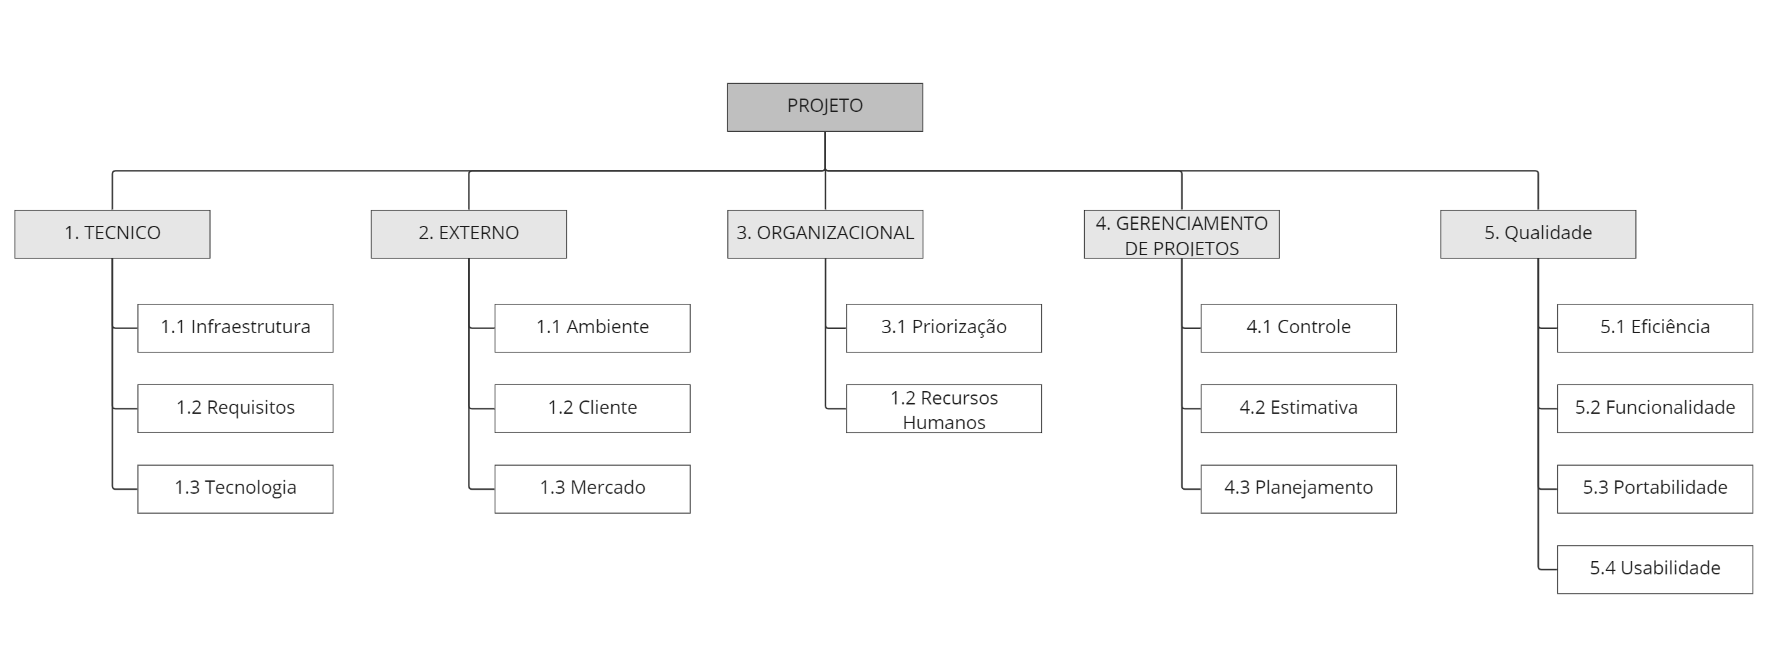 PROJETO
1. TECNICO
2. EXTERNO
3. ORGANIZACIONAL
4. GERENCIAMENTO
DE PROJETOS
5. Qualidade
1.1 Infraestrutura
1.1 Ambiente
3.1 Priorização
4.1 Controle
5.1 Eficiência
1.2 Requisitos
1.2 Cliente
1.2 Recursos
Humanos
4.2 Estimativa
5.2 Funcionalidade
1.3 Tecnologia
1.3 Mercado
4.3 Planejamento
5.3 Portabilidade
5.4 Usabilidade